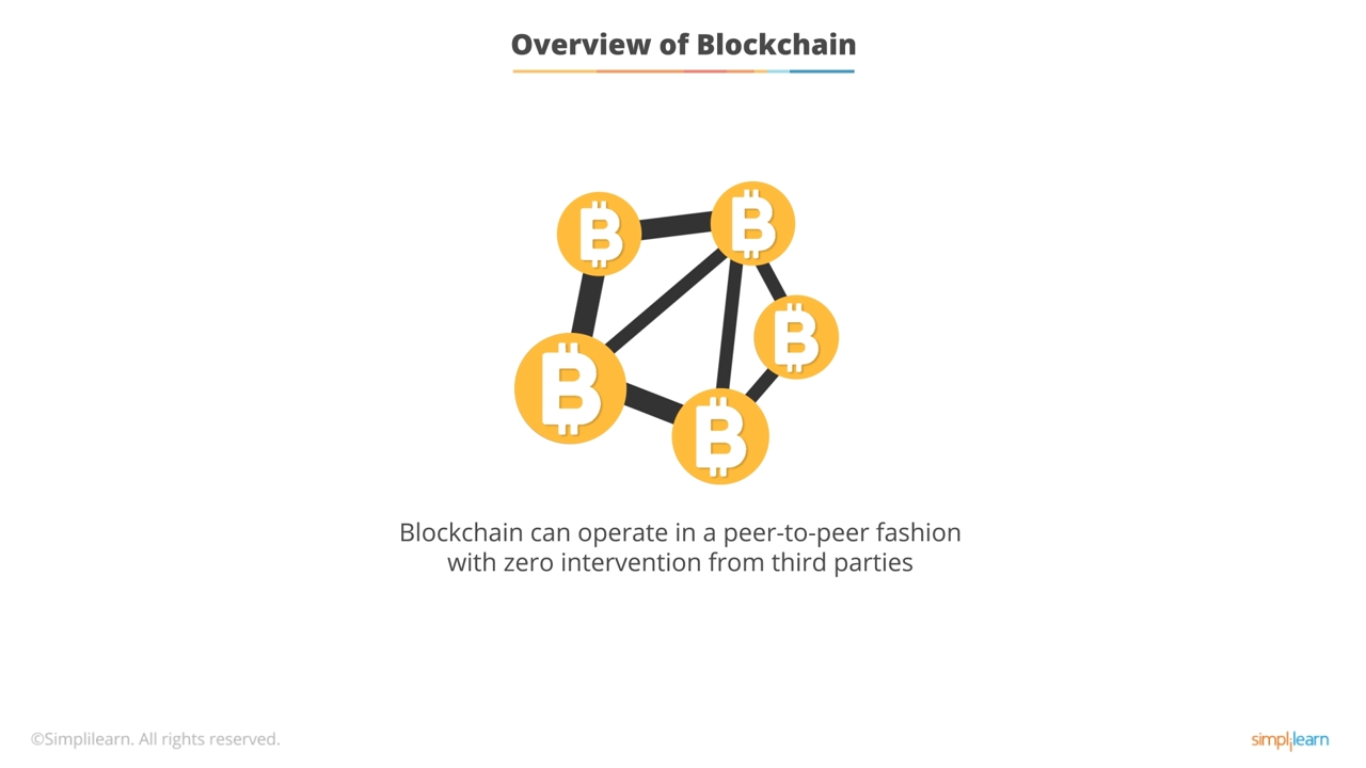 Overview of Blockchain
Blockchain can operate in a peer-to-peer fashion
with zero intervention from third parties
©Simplilearn. All rights reserved.
simplilearn